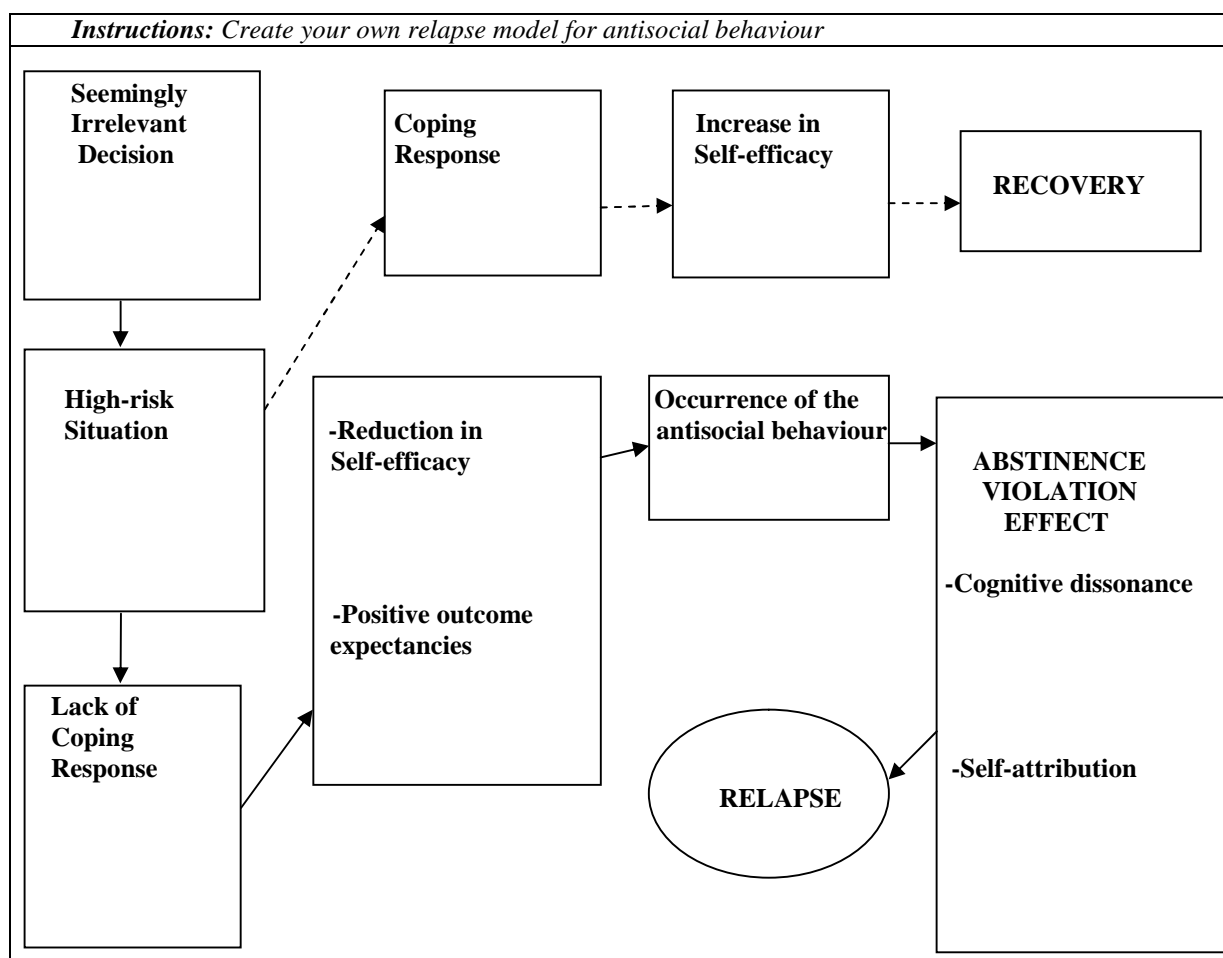 Instructions: Create your own relapse model for antisocial behaviour
Seemingly
Irrelevant
Decision
Coping
Response
Increase in
Self-efficacy
RECOVERY
High-risk
Situation
-Reduction in
Self-efficacy
-Positive outcome
expectancies
Occurrence of the
antisocial behaviour
ABSTINENCE
VIOLATION
EFFECT
-Cognitive dissonance
-Self-attribution
Lack of
Coping
Response
RELAPSE